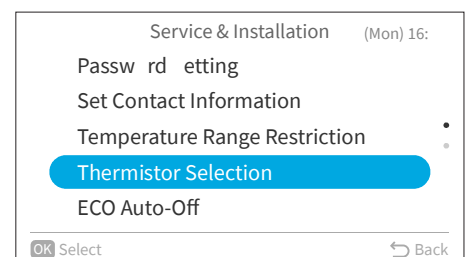 Service & Installation (Mon) 16:
Passw rd etting
Set Contact Information
Temperature Range Restriction
Thermistor Selection
ECO Auto-Off
OK Select Back